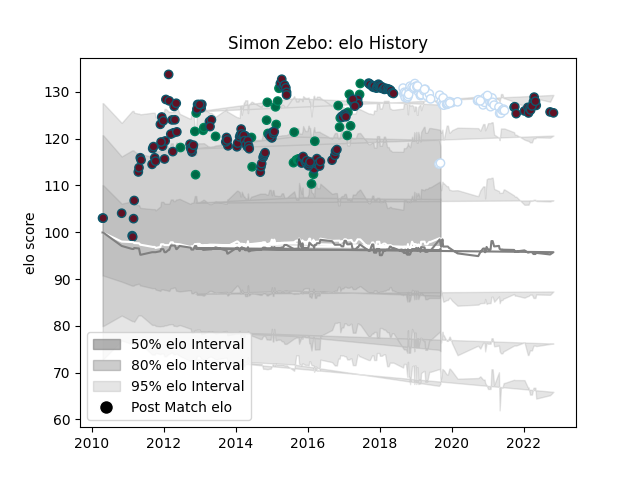 Simon Zebo: elo History
elo score
130
120
110
100
90
80
70
60
50% elo Interval
80% elo Interval
95% elo Interval
Post Match elo
2010 2012 2014 2016 2018 2020 2022